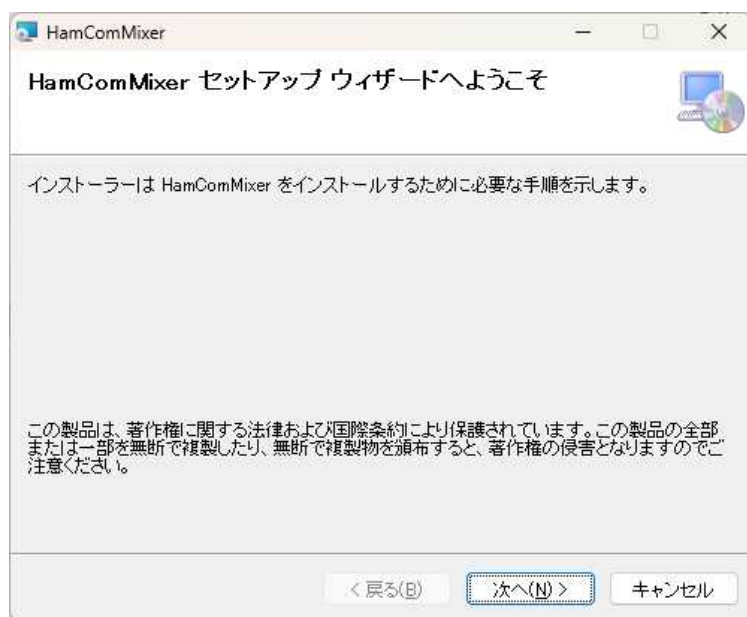 HamComMixer
HamComMixer セットアップ ウィザードへようこそ
インストーラーは HamComMixer をインストールするために必要な手順を示します。
この製品は、著作権に関する法律および国際条約により保護されています。この製品の全部
または一部を無断で複製したり、無断で複製物を頒布すると、著作権の侵害となりますのでご
注意ください。
< 戻る(B)
次へ(N) >
キャンセル